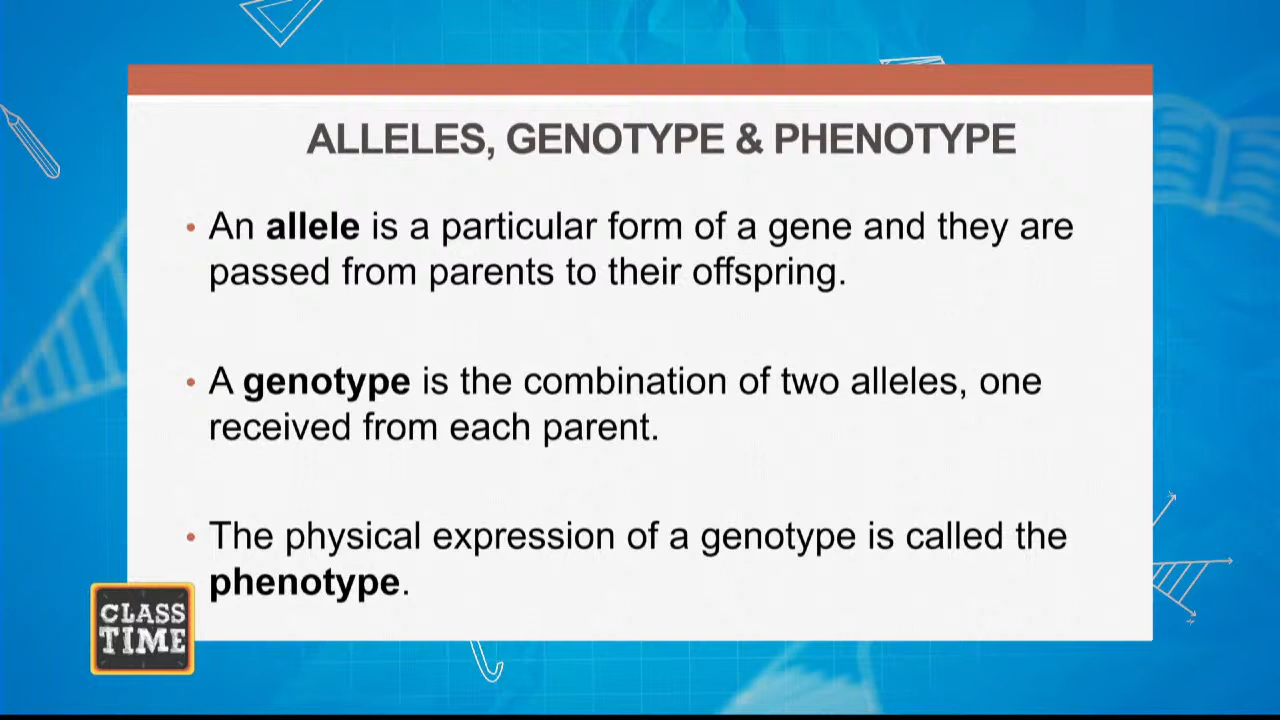 ALLELES, GENOTYPE & PHENOTYPE
• An allele is a particular form of a gene and they are
passed from parents to their offspring.
• A genotype is the combination of two alleles, one
received from each parent.
• The physical expression of a genotype is called the
phenotype.
CLASS
TIME